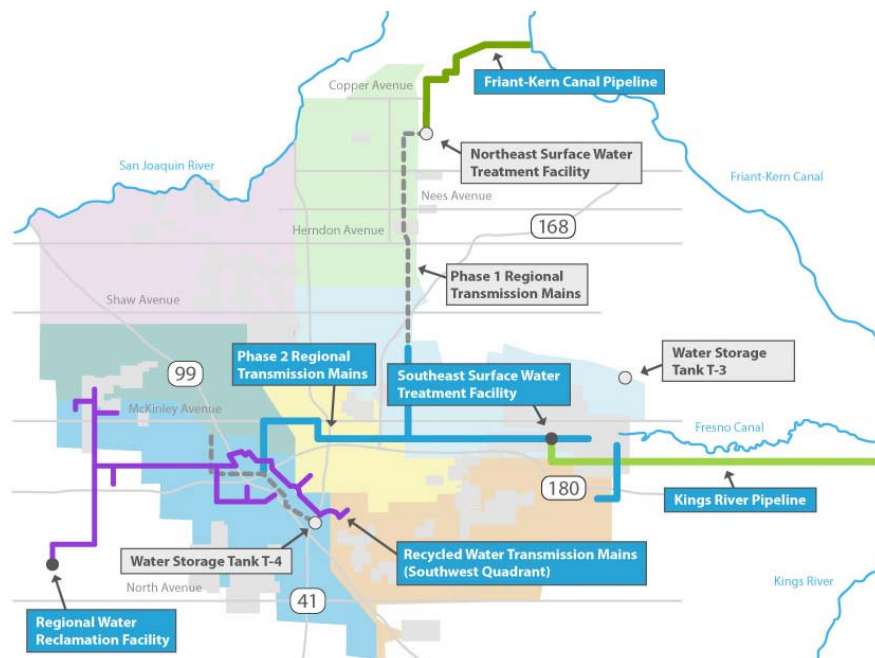 Friant-Kern Canal Pipeline
Copper Avenue
Northeast Surface Water
Treatment Facility
San Joaquin River
Friant-Kern Canal
Nees Avenue
Herndon Avenue
168
Phase 1 Regional
Transmission Mains
Shaw Avenue
99
Phase 2 Regional
Transmission Mains
Southeast Surface Water
Treatment Facility
Water Storage
Tank T-3
McKinley Avenue
Fresno Canal
180
Kings River Pipeline
Water Storage Tank T-4
Recycled Water Transmission Mains
(Southwest Quadrant)
North Avenue
41
Kings River
Regional Water
Reclamation Facility